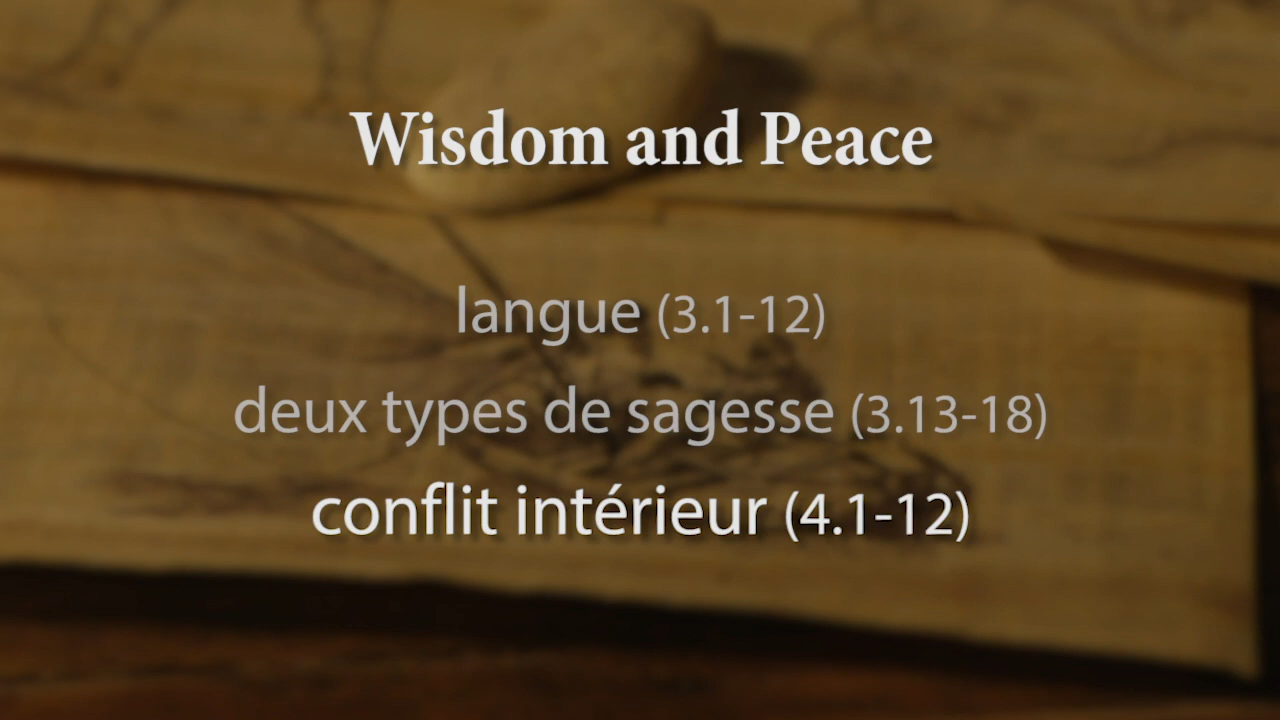 Wisdom and Peace
langue (3.1-12)
deux types de sagesse (3.13-18)
conflit intérieur (4.1-12)